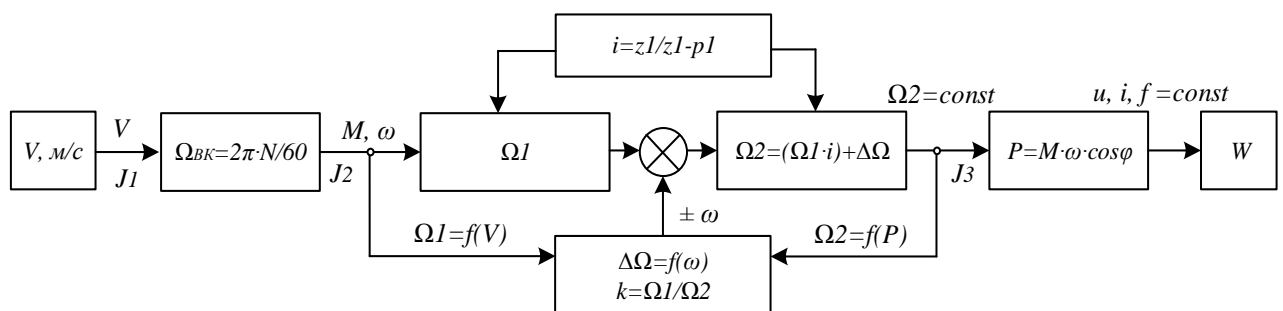 i=z1/z1-p1
Ω2=const
u, i, f =const
V
M, ω
V, м/с
Ωвк=2π·N/60
Ω1
Ω2=(Ω1·i)+ΔΩ
P=M·ω·cosφ
W
J1
J2
J3
± ω
Ω1=f(V)
Ω2=f(P)
ΔΩ=f(ω)
k=Ω1/Ω2